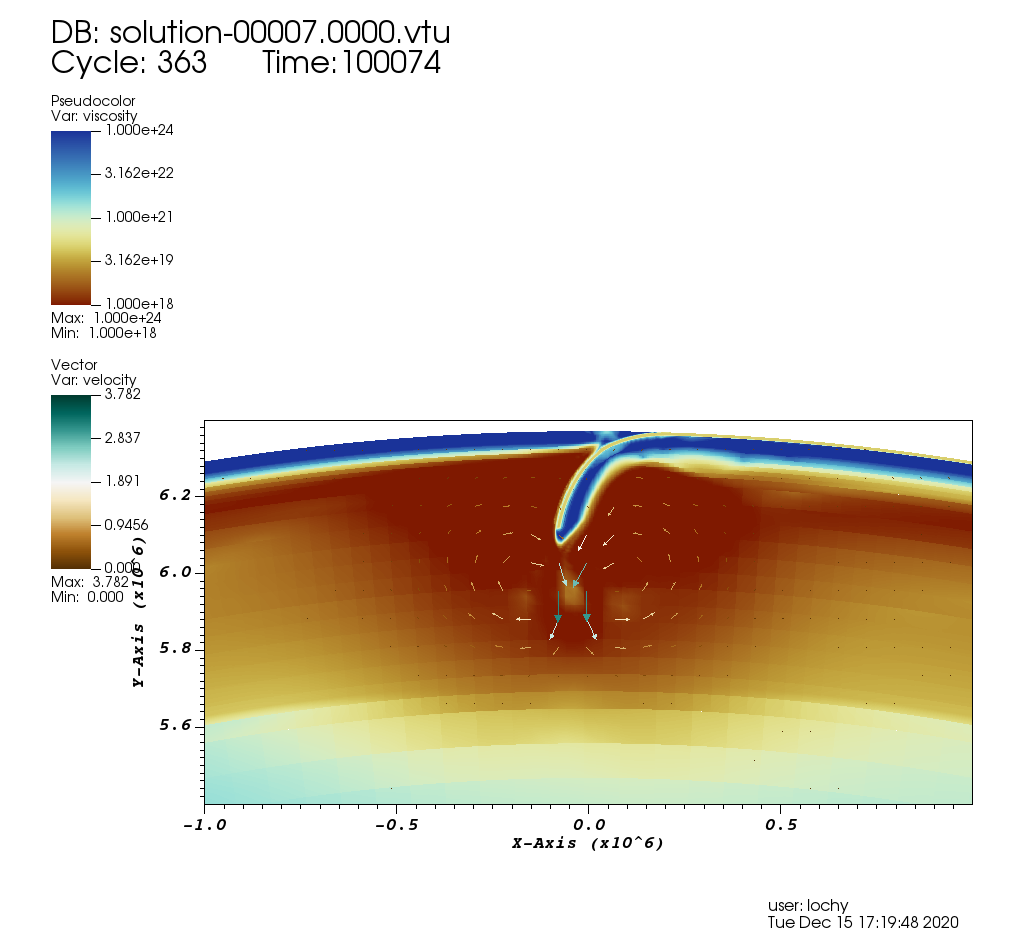 DB: solution-00007.0000.vtu
Cycle: 363 Time:100074
Pseudocolor
Var: viscosity
1.000e+24
3.162e+22
1.000e+21
3.162e+19
1.000e+18
Max: 1.000e+24
Min: 1.000e+18
Vector
Var: velocity
3.782
2.837
1.891
0.9456
0.000
Max: 3.782
Min: 0.000
Y-Axis (x10^6)
6.2
6.0
5.8
5.6
-1.0 -0.5 0.0 0.5
X-Axis (x10^6)
user: lochy
Tue Dec 15 17:19:48 2020